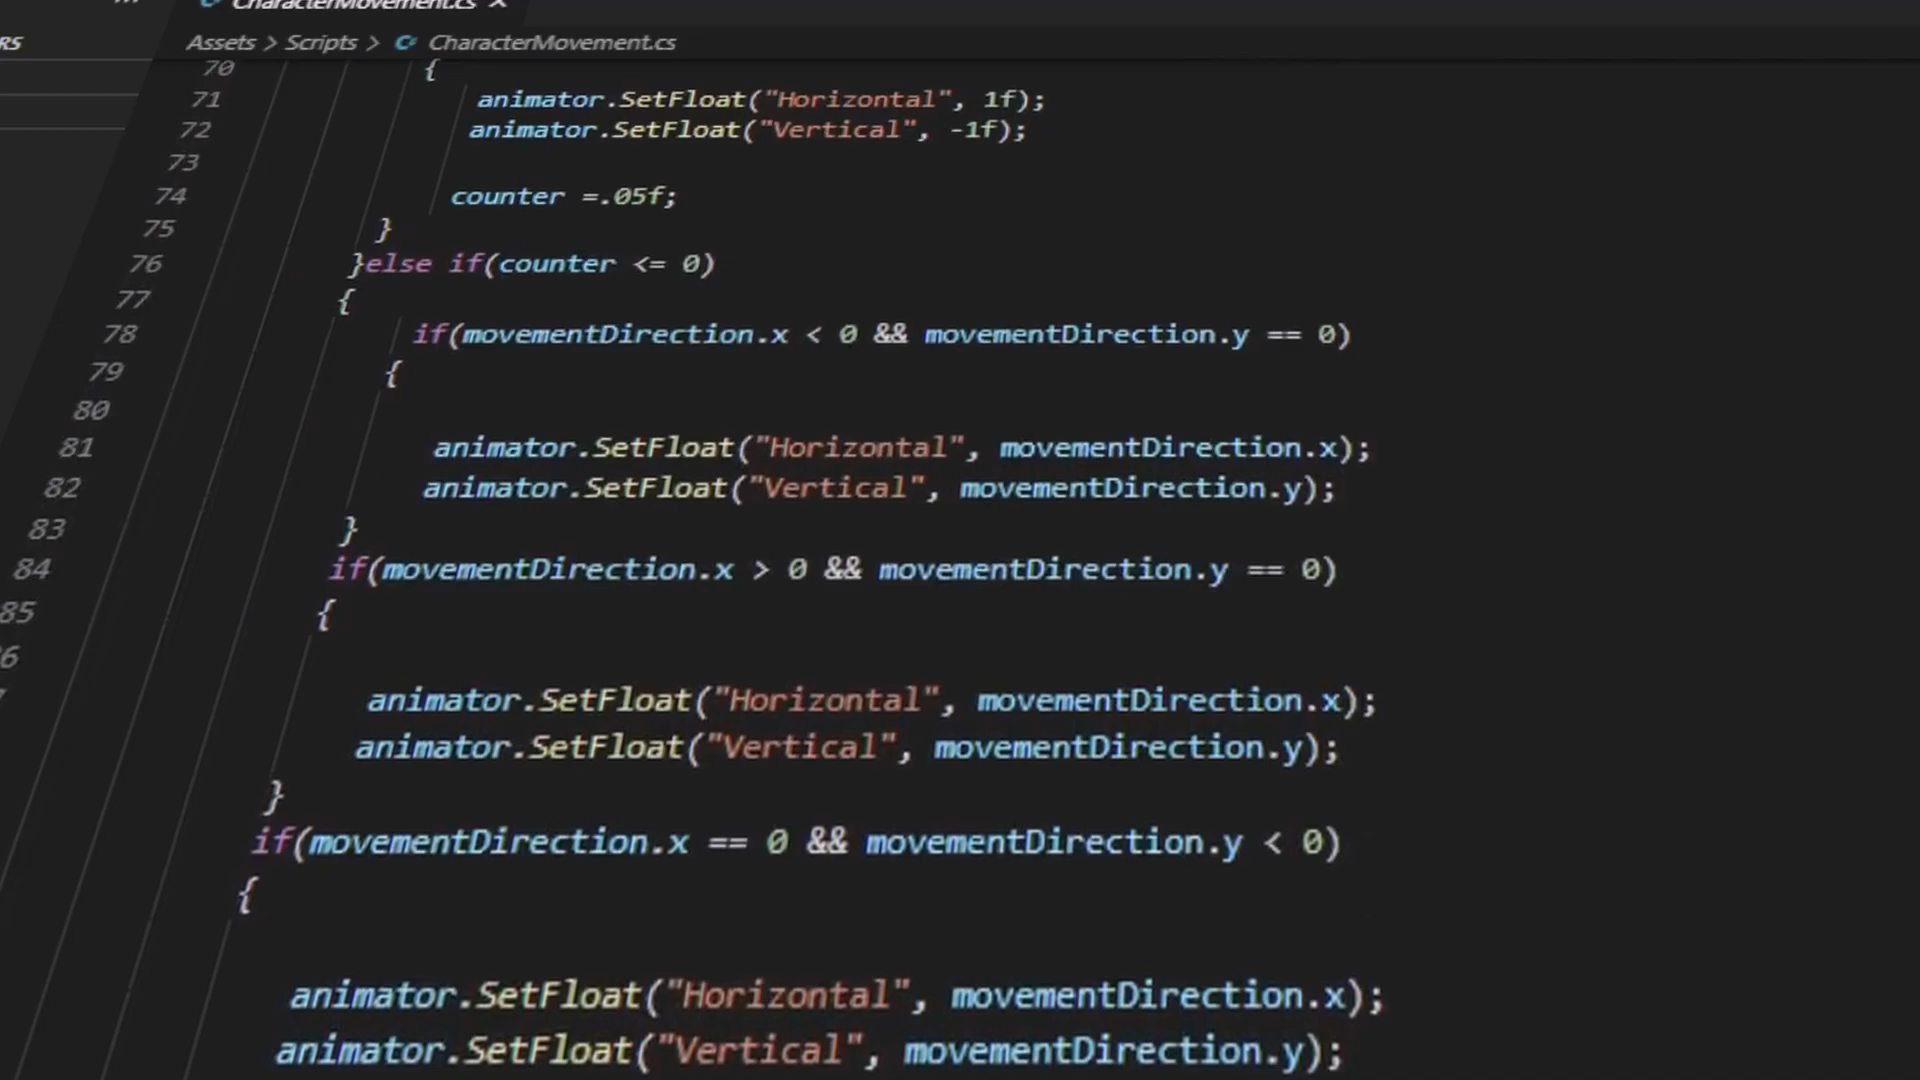 CharacterMovement.cs ×
RS
Assets > Scripts > CharacterMovement.cs
70 {
71 animator.SetFloat("Horizontal", 1f);
72 animator.SetFloat("Vertical", -1f);
73
74 counter =.05f;
75 }
76 }else if(counter <= 0)
77 {
78 if(movementDirection.x < 0 && movementDirection.y == 0)
79 {
80
81 animator.SetFloat("Horizontal", movementDirection.x);
82 animator.SetFloat("Vertical", movementDirection.y);
83 }
84 if(movementDirection.x > 0 && movementDirection.y == 0)
85 {
6
animator.SetFloat("Horizontal", movementDirection.x);
animator.SetFloat("Vertical", movementDirection.y);
}
if(movementDirection.x == 0 && movementDirection.y < 0)
{
animator.SetFloat("Horizontal", movementDirection.x);
animator.SetFloat("Vertical", movementDirection.y);